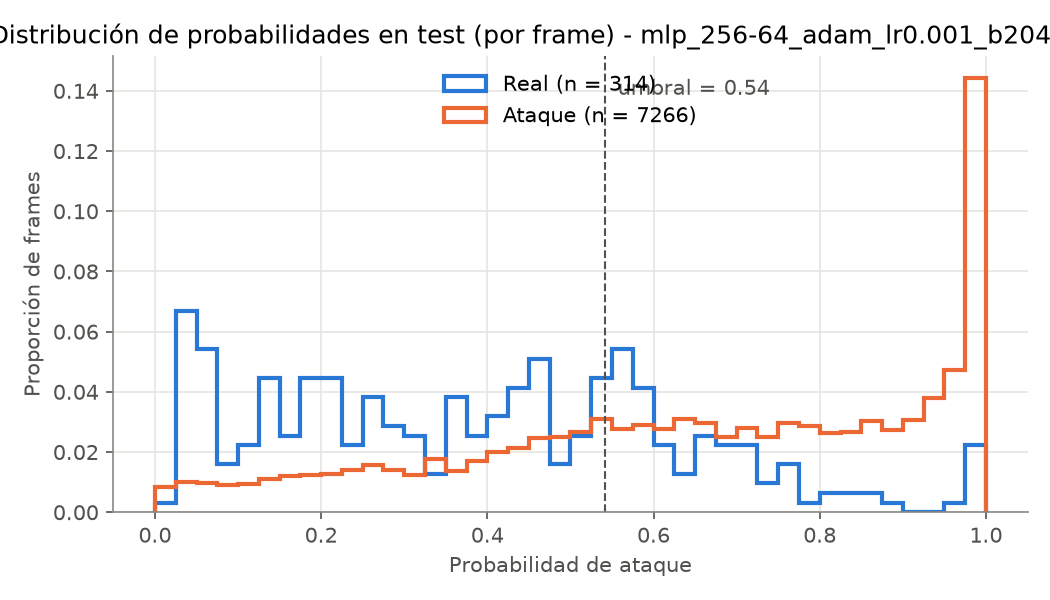 Distribución de probabilidades en test (por frame) - mlp_256-64_adam_lr0.001_b204
Real (n = 314)
umbral = 0.54
Ataque (n = 7266)
Proporción de frames
0.14
0.12
0.10
0.08
0.06
0.04
0.02
0.00
0.0 0.2 0.4 0.6 0.8 1.0
Probabilidad de ataque